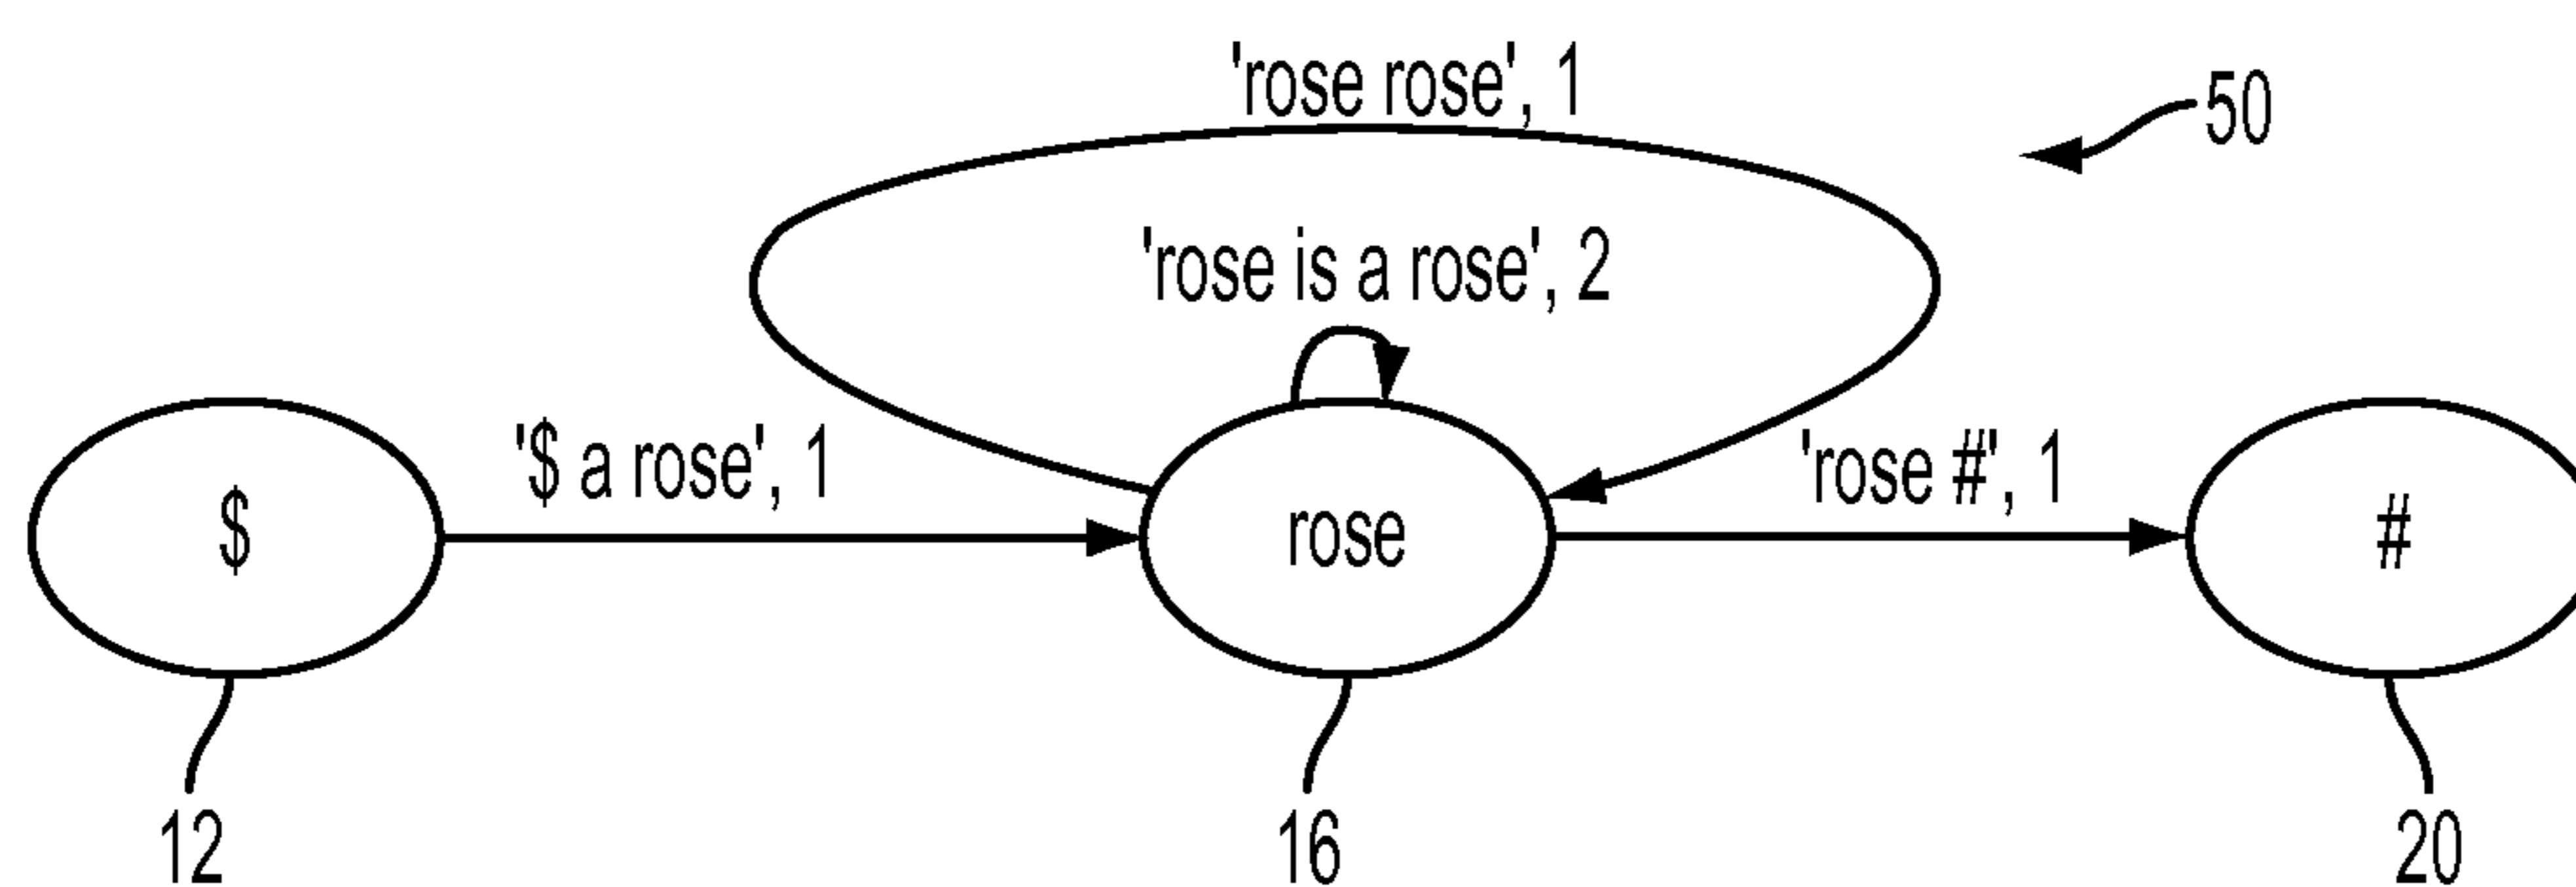 'rose rose', 1
50
'rose is a rose', 2
'$ a rose', 1
'rose #', 1
$
rose
#
12
16
20